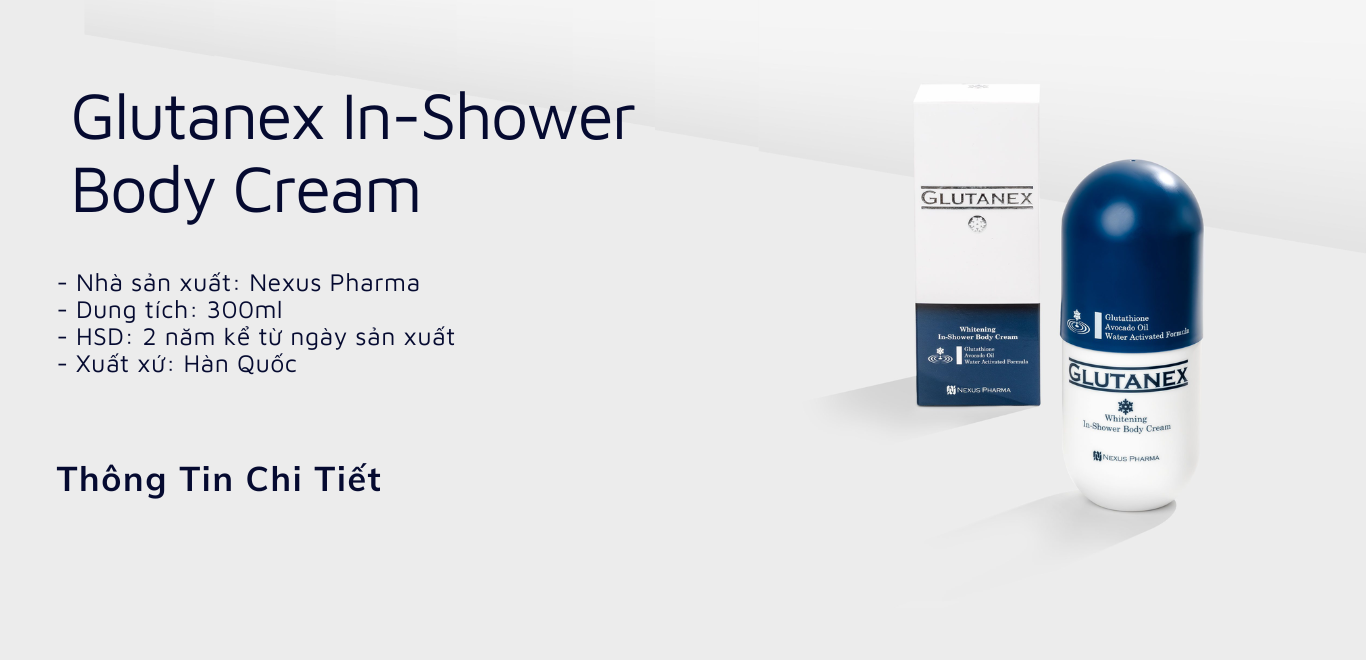 Glutanex In-Shower
Body Cream
- Nhà sản xuất: Nexus Pharma
- Dung tích: 300ml
- HSD: 2 năm kể từ ngày sản xuất
- Xuất xứ: Hàn Quốc
Thông Tin Chi Tiết
GLUTANEX
Whitening
In-Shower Body Cream
Glutathione
Avocado Oil
Water Activated Formula
NEXUS PHARMA
Glutathione
Avocado Oil
Water Activated Formula
GLUTANEX
Whitening
In-Shower Body Cream
NEXUS PHARMA